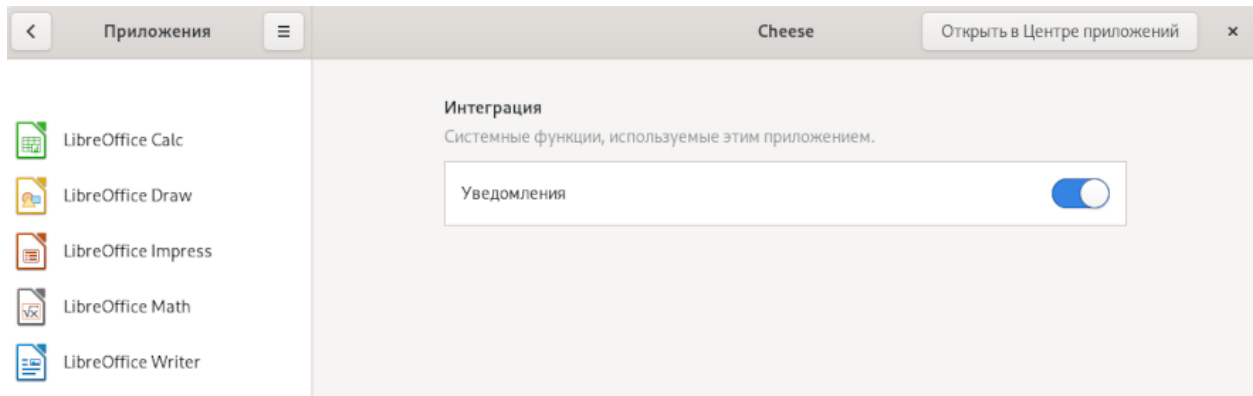 Приложения
Cheese
Открыть в Центре приложений
LibreOffice Calc
LibreOffice Draw
LibreOffice Impress
LibreOffice Math
LibreOffice Writer
Интеграция
Системные функции, используемые этим приложением.
Уведомления